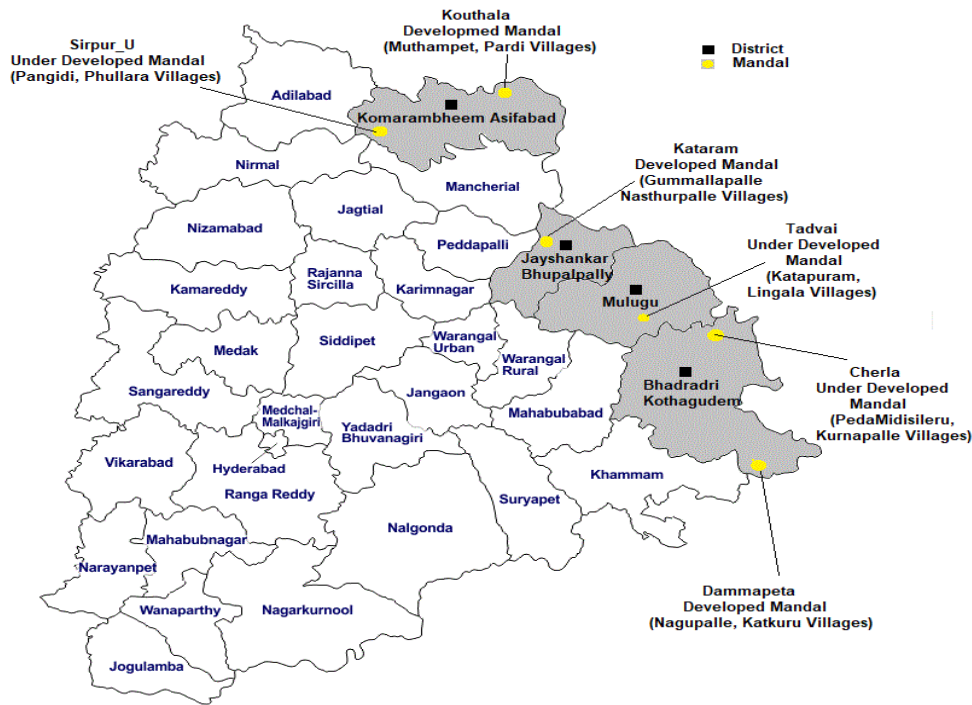 Sirpur_U
Under Developed Mandal
(Pangidi, Phullara Villages)
Kouthala
Developmed Mandal
(Muthampet, Pardi Villages)
District
Mandal
Adilabad
Komarambheem Asifabad
Kataram
Developed Mandal
(Gummallapalle
Nasthurpalle Villages)
Nirmal
Mancherial
Jagtial
Nizamabad
Peddapalli
Tadvai
Under Developed
Mandal
(Katapuram,
Lingala Villages)
Jayshankar
Bhupalpally
Rajanna
Sircilla
Kamareddy
Karimnagar
Mulugu
Medak
Siddipet
Warangal
Urban
Warangal
Rural
Cherla
Under Developed
Mandal
(PedaMidisileru,
Kurnapalle Villages)
Sangareddy
Jangaon
Bhadradri
Kothagudem
Medchal-
Malkajgiri
Mahabubabad
Yadadri
Bhuvanagiri
Vikarabad
Hyderabad
Khammam
Ranga Reddy
Suryapet
Nalgonda
Mahabubnagar
Narayanpet
Dammapeta
Developed Mandal
(Nagupalle, Katkuru Villages)
Wanaparthy
Nagarkurnool
Jogulamba